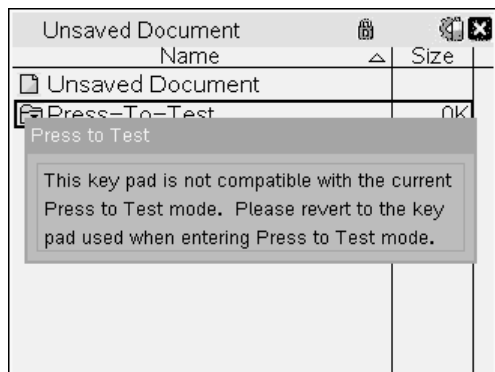 Unsaved Document
Name Size
Unsaved Document
Press-To-Test 0K
Press to Test
This key pad is not compatible with the current
Press to Test mode. Please revert to the key
pad used when entering Press to Test mode.